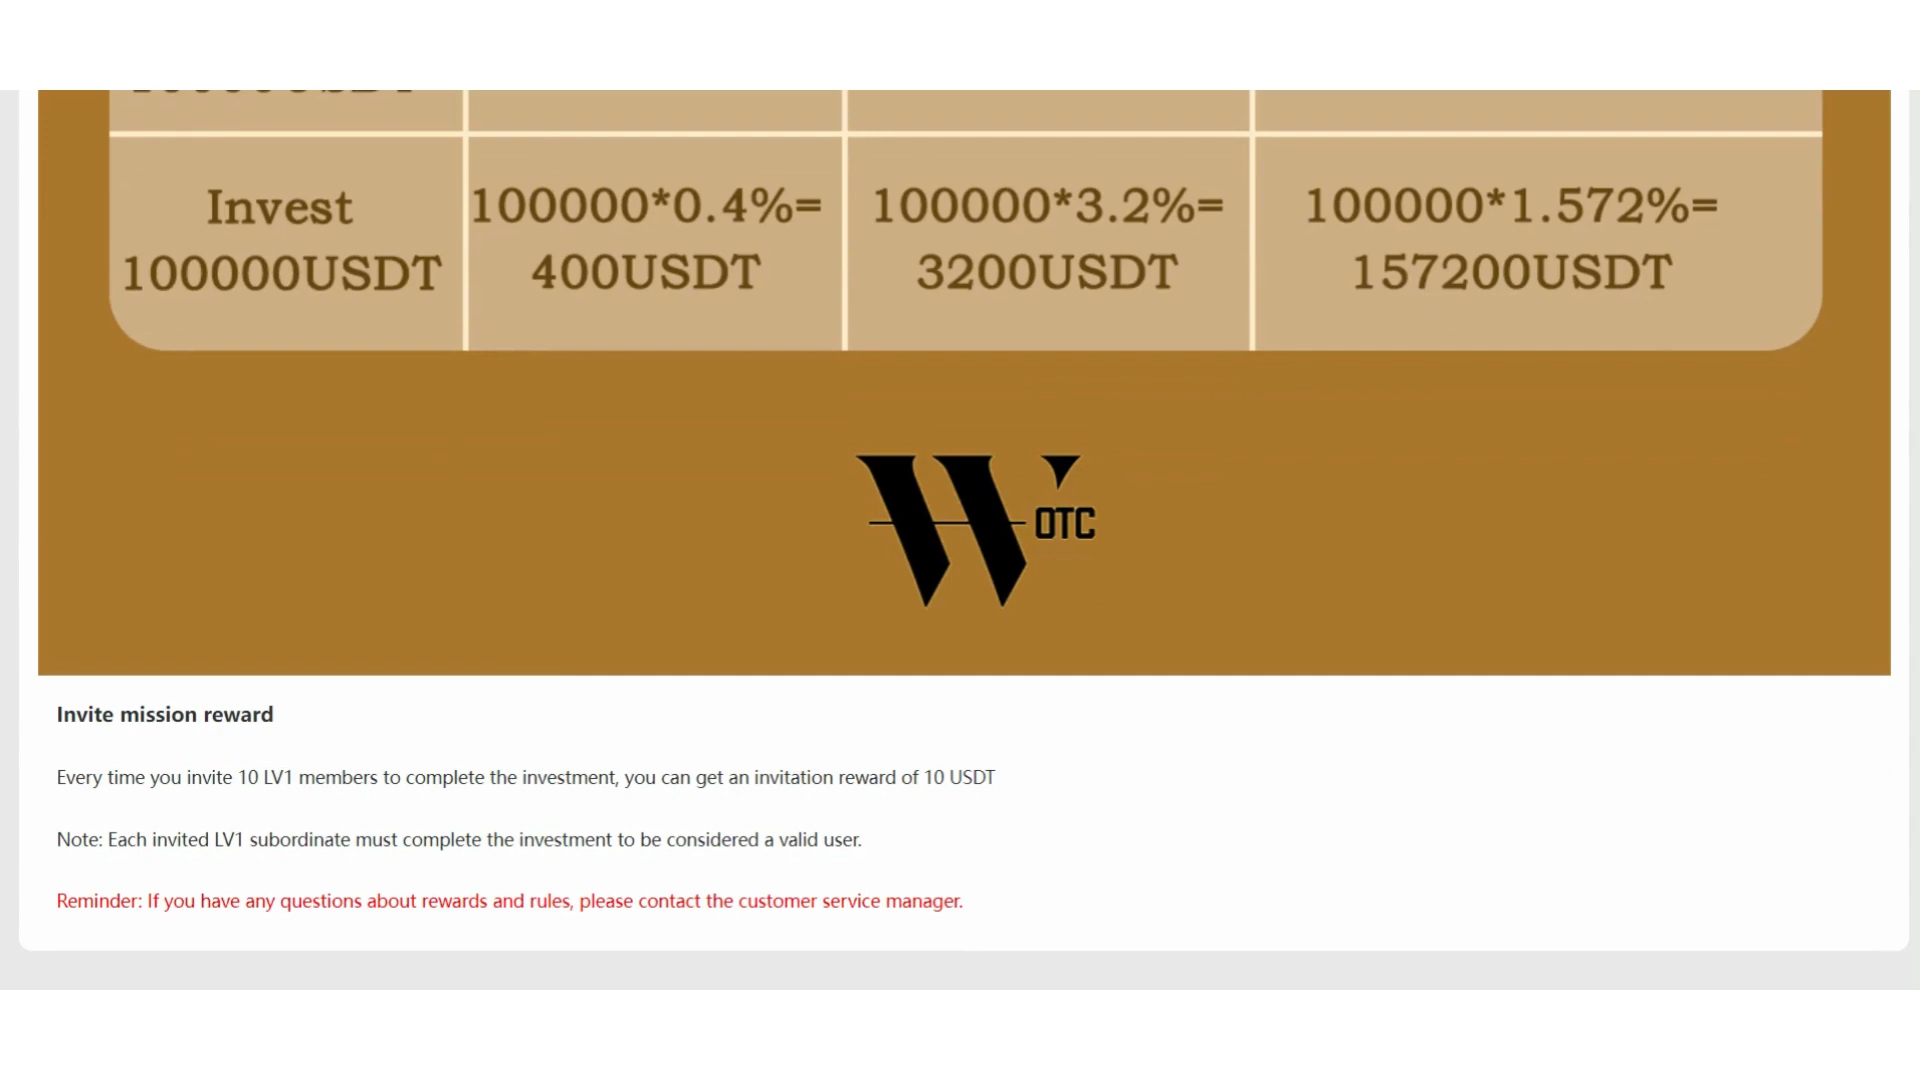 Invest
100000USDT
100000*0.4%=
400USDT
100000*3.2%=
3200USDT
100000*1.572%=
157200USDT
OTC
Invite mission reward
Every time you invite 10 LV1 members to complete the investment, you can get an invitation reward of 10 USDT
Note: Each invited LV1 subordinate must complete the investment to be considered a valid user.
Reminder: If you have any questions about rewards and rules, please contact the customer service manager.